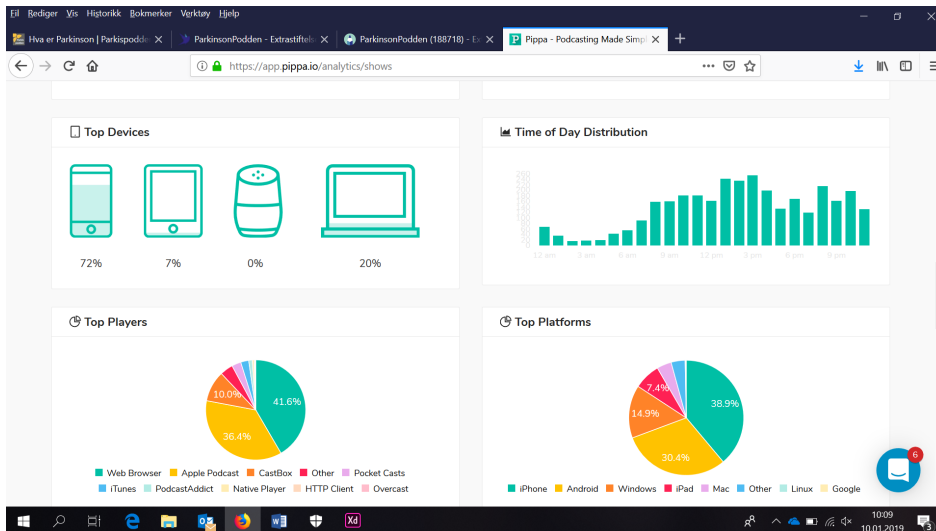 Fil Rediger Vis Historikk Bokmerker Verktøy Hjelp
Hva er Parkinson | Parkispodde
ParkinsonPodden - Extrastiftels
ParkinsonPodden (188718) - Ex
Pippa - Podcasting Made Simpl
https://app.pippa.io/analytics/shows
Top Devices
72% 7% 0% 20%
Time of Day Distribution
12 am 3 am 6 am 9 am 12 pm 3 pm 6 pm 9 pm
Top Players
41.6%
36.4%
10.0%
Web Browser Apple Podcast CastBox Other Pocket Casts
iTunes PodcastAddict Native Player HTTP Client Overcast
Top Platforms
38.9%
30.4%
14.9%
7.4%
iPhone Android Windows iPad Mac Other Linux Google
6
Xd
10:09
10.01.2019
3